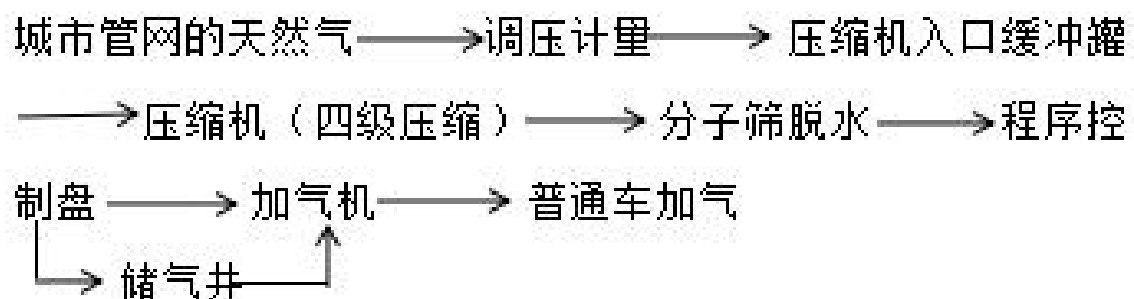 城市管网的天然气 调压计量 压缩机入口缓冲罐
压缩机（四级压缩） 分子筛脱水 程序控
制盘 加气机 普通车加气
储气井